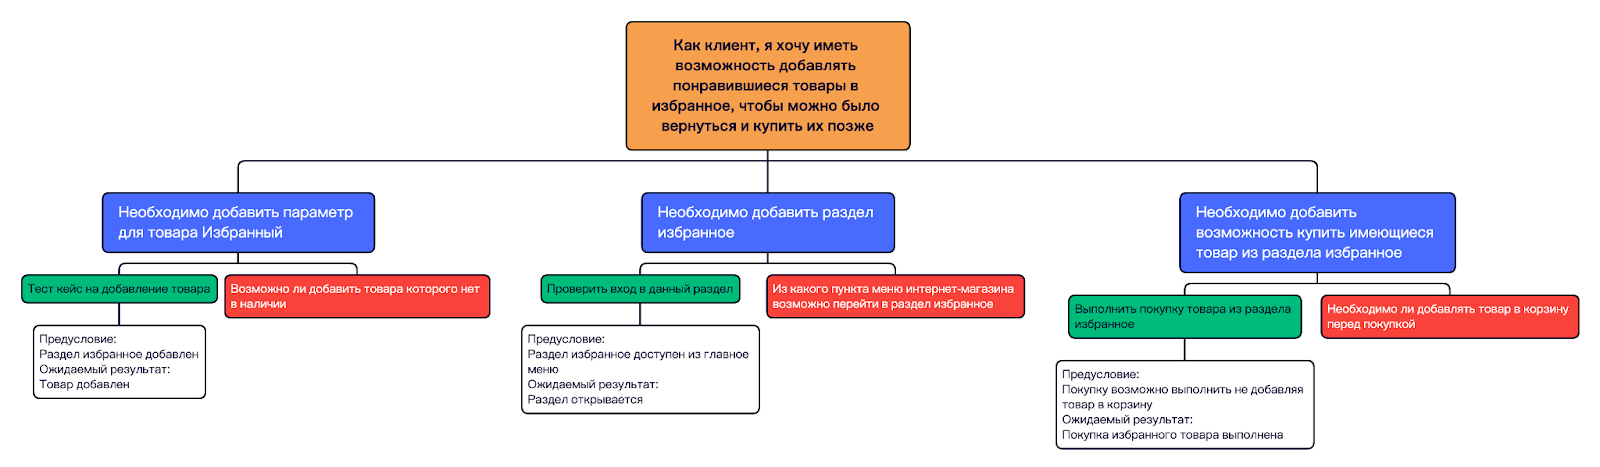 Как клиент, я хочу иметь
возможность добавлять
понравившиеся товары в
избранное, чтобы можно было
вернуться и купить их позже
Необходимо добавить параметр
для товара Избранный
Тест кейс на добавление товара
Предусловие:
Раздел избранное добавлен
Ожидаемый результат:
Товар добавлен
Возможно ли добавить товара которого нет
в наличии
Необходимо добавить раздел
избранное
Проверить вход в данный раздел
Предусловие:
Раздел избранное доступен из главное
меню
Ожидаемый результат:
Раздел открывается
Из какого пункта меню интернет-магазина
возможно перейти в раздел избранное
Необходимо добавить
возможность купить имеющиеся
товар из раздела избранное
Выполнить покупку товара из раздела
избранное
Предусловие:
Покупку возможно выполнить не добавляя
товар в корзину
Ожидаемый результат:
Покупка избранного товара выполнена
Необходимо ли добавлять товар в корзину
перед покупкой